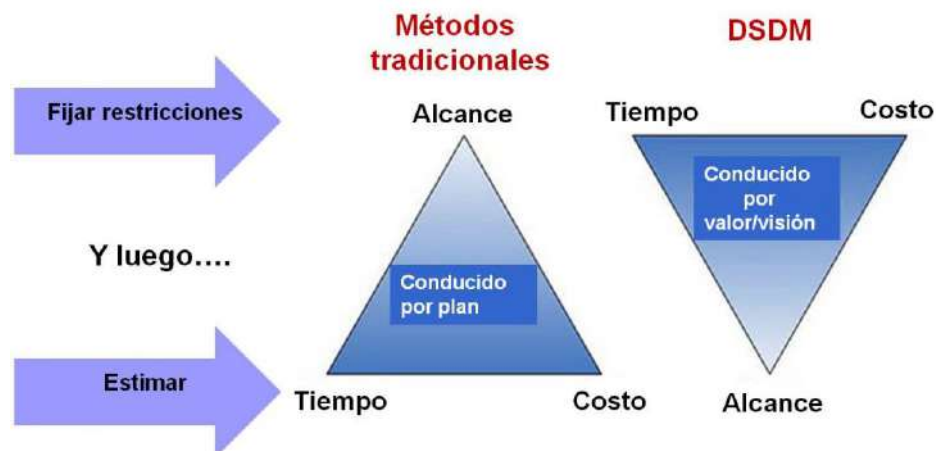 Métodos
tradicionales
DSDM
Fijar restricciones
Alcance
Tiempo
Costo
Conducido
por
valor/visión
Y luego....
Conducido
por plan
Estimar
Tiempo
Costo
Alcance